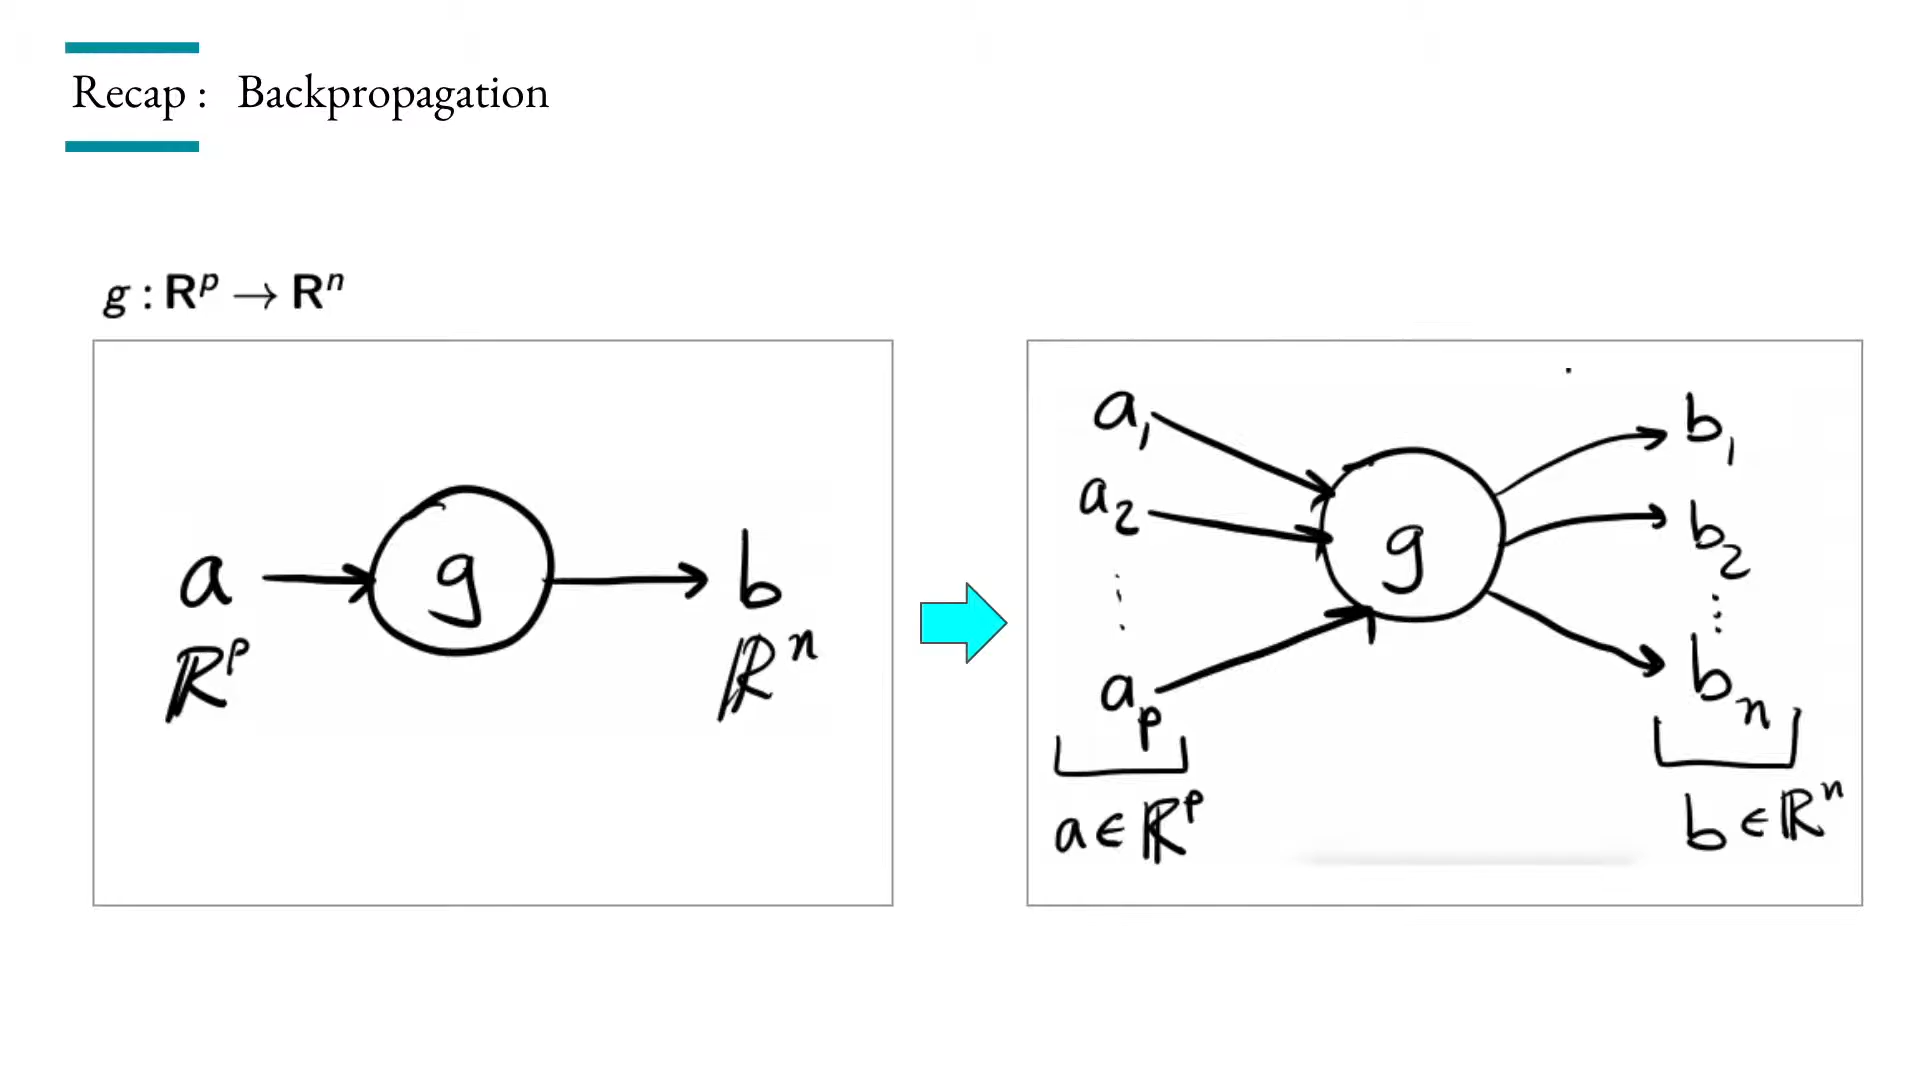 Recap : Backpropagation
g : Rᵖ → Rⁿ
a g b
ℝᵖ ℝⁿ
a₁
a₂
⋮
aₚ
a ∈ ℝᵖ
g
b₁
b₂
⋮
bₙ
b ∈ ℝⁿ